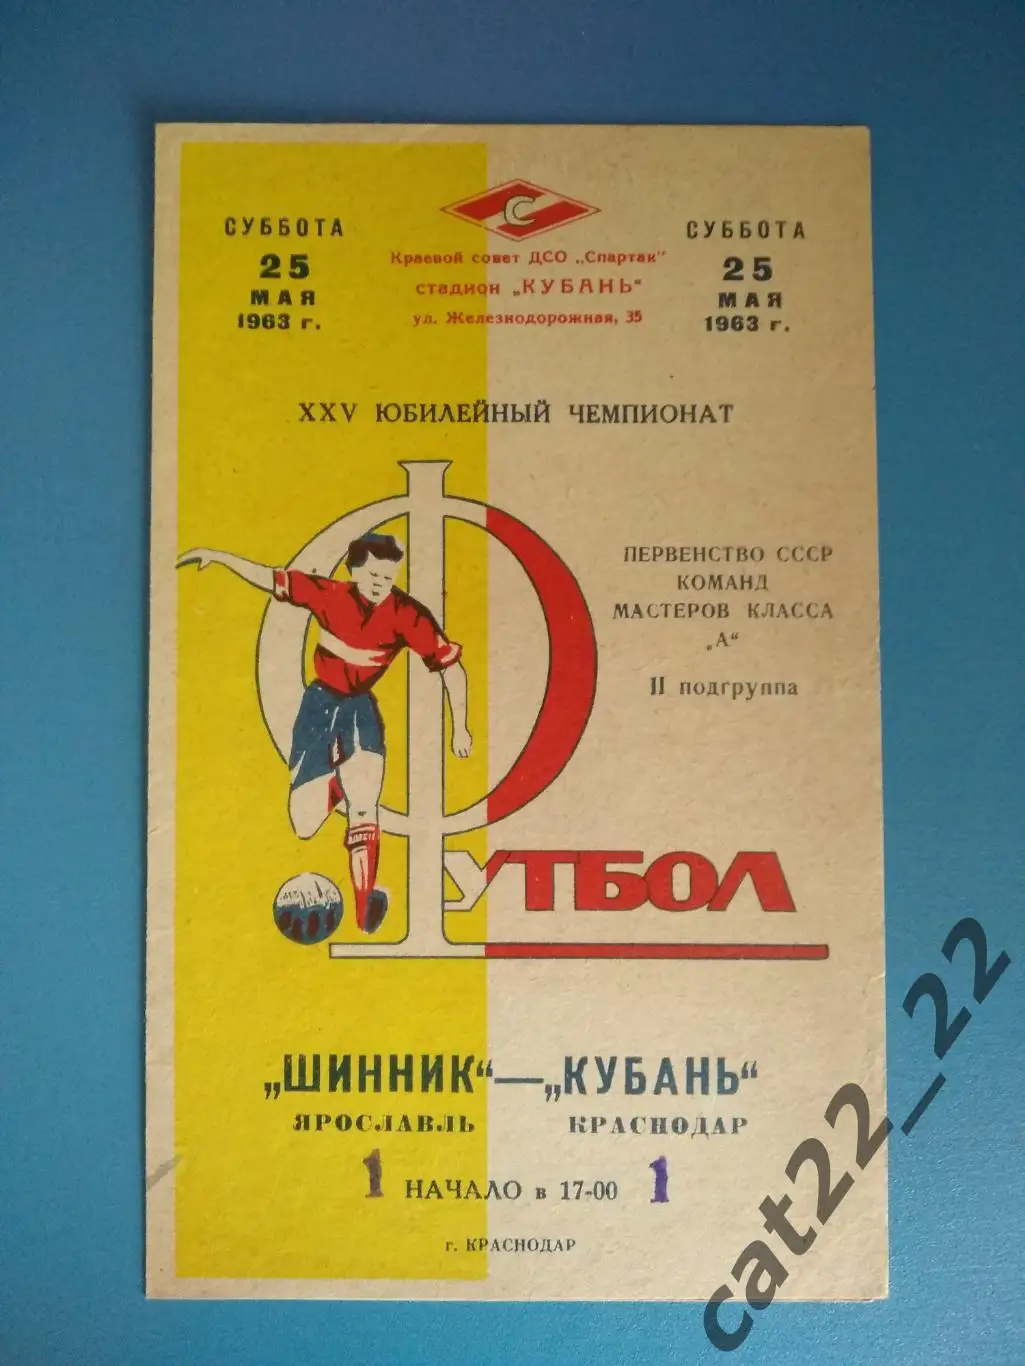 СУББОТА
25
МАЯ
1963 г.
С
Краевой совет ДСО „Спартак"
стадион „КУБАНЬ"
ул. Железнодорожная, 35
СУББОТА
25
МАЯ
1963 г.
XXV ЮБИЛЕЙНЫЙ ЧЕМПИОНАТ
ПЕРВЕНСТВО СССР
КОМАНД
МАСТЕРОВ КЛАССА
„А"
II подгруппа
ФУТБОЛ
„ШИННИК"—„КУБАНЬ"
ЯРОСЛАВЛЬ КРАСНОДАР
1 НАЧАЛО в 17-00 1
г. КРАСНОДАР
cat22_22